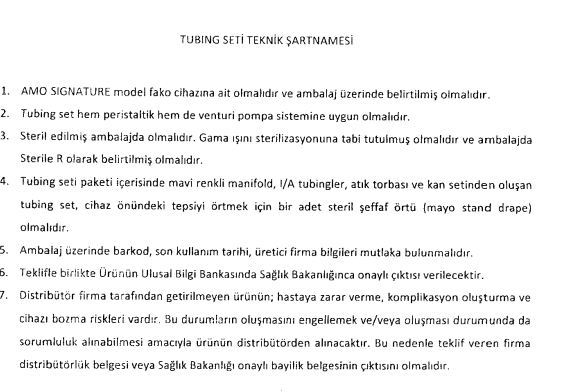 TUBING SETİ TEKNİK ŞARTNAMESİ
1. AMO SIGNATURE model fako cihazına ait olmalıdır ve ambalaj üzerinde belirtilmiş olmalıdır.
2. Tubing set hem peristaltik hem de venturi pompa sistemine uygun olmalıdır.
3. Steril edilmiş ambalajda olmalıdır. Gama ışını sterilizasyonuna tabi tutulmuş olmalıdır ve ambalajda
Sterile R olarak belirtilmiş olmalıdır.
4. Tubing seti paketi içerisinde mavi renkli manifold, I/A tubingler, atık torbası ve kan setinden oluşan
tubing set, cihaz önündeki tepsiyi örtmek için bir adet steril şeffaf örtü (mayo stand drape)
olmalıdır.
5. Ambalaj üzerinde barkod, son kullanım tarihi, üretici firma bilgileri mutlaka bulunmalıdır.
6. Teklifle birlikte Ürünün Ulusal Bilgi Bankasında Sağlık Bakanlığınca onaylı çıktısı verilecektir.
7. Distribütör firma tarafından getirilmeyen ürünün; hastaya zarar verme, komplikasyon oluşturma ve
cihazı bozma riskleri vardır. Bu durumların oluşmasını engellemek ve/veya oluşması durumunda da
sorumluluk alınabilmesi amacıyla ürünün distribütörden alınacaktır. Bu nedenle teklif veren firma
distribütörlük belgesi veya Sağlık Bakanlığı onaylı bayilik belgesinin çıktısını olmalıdır.